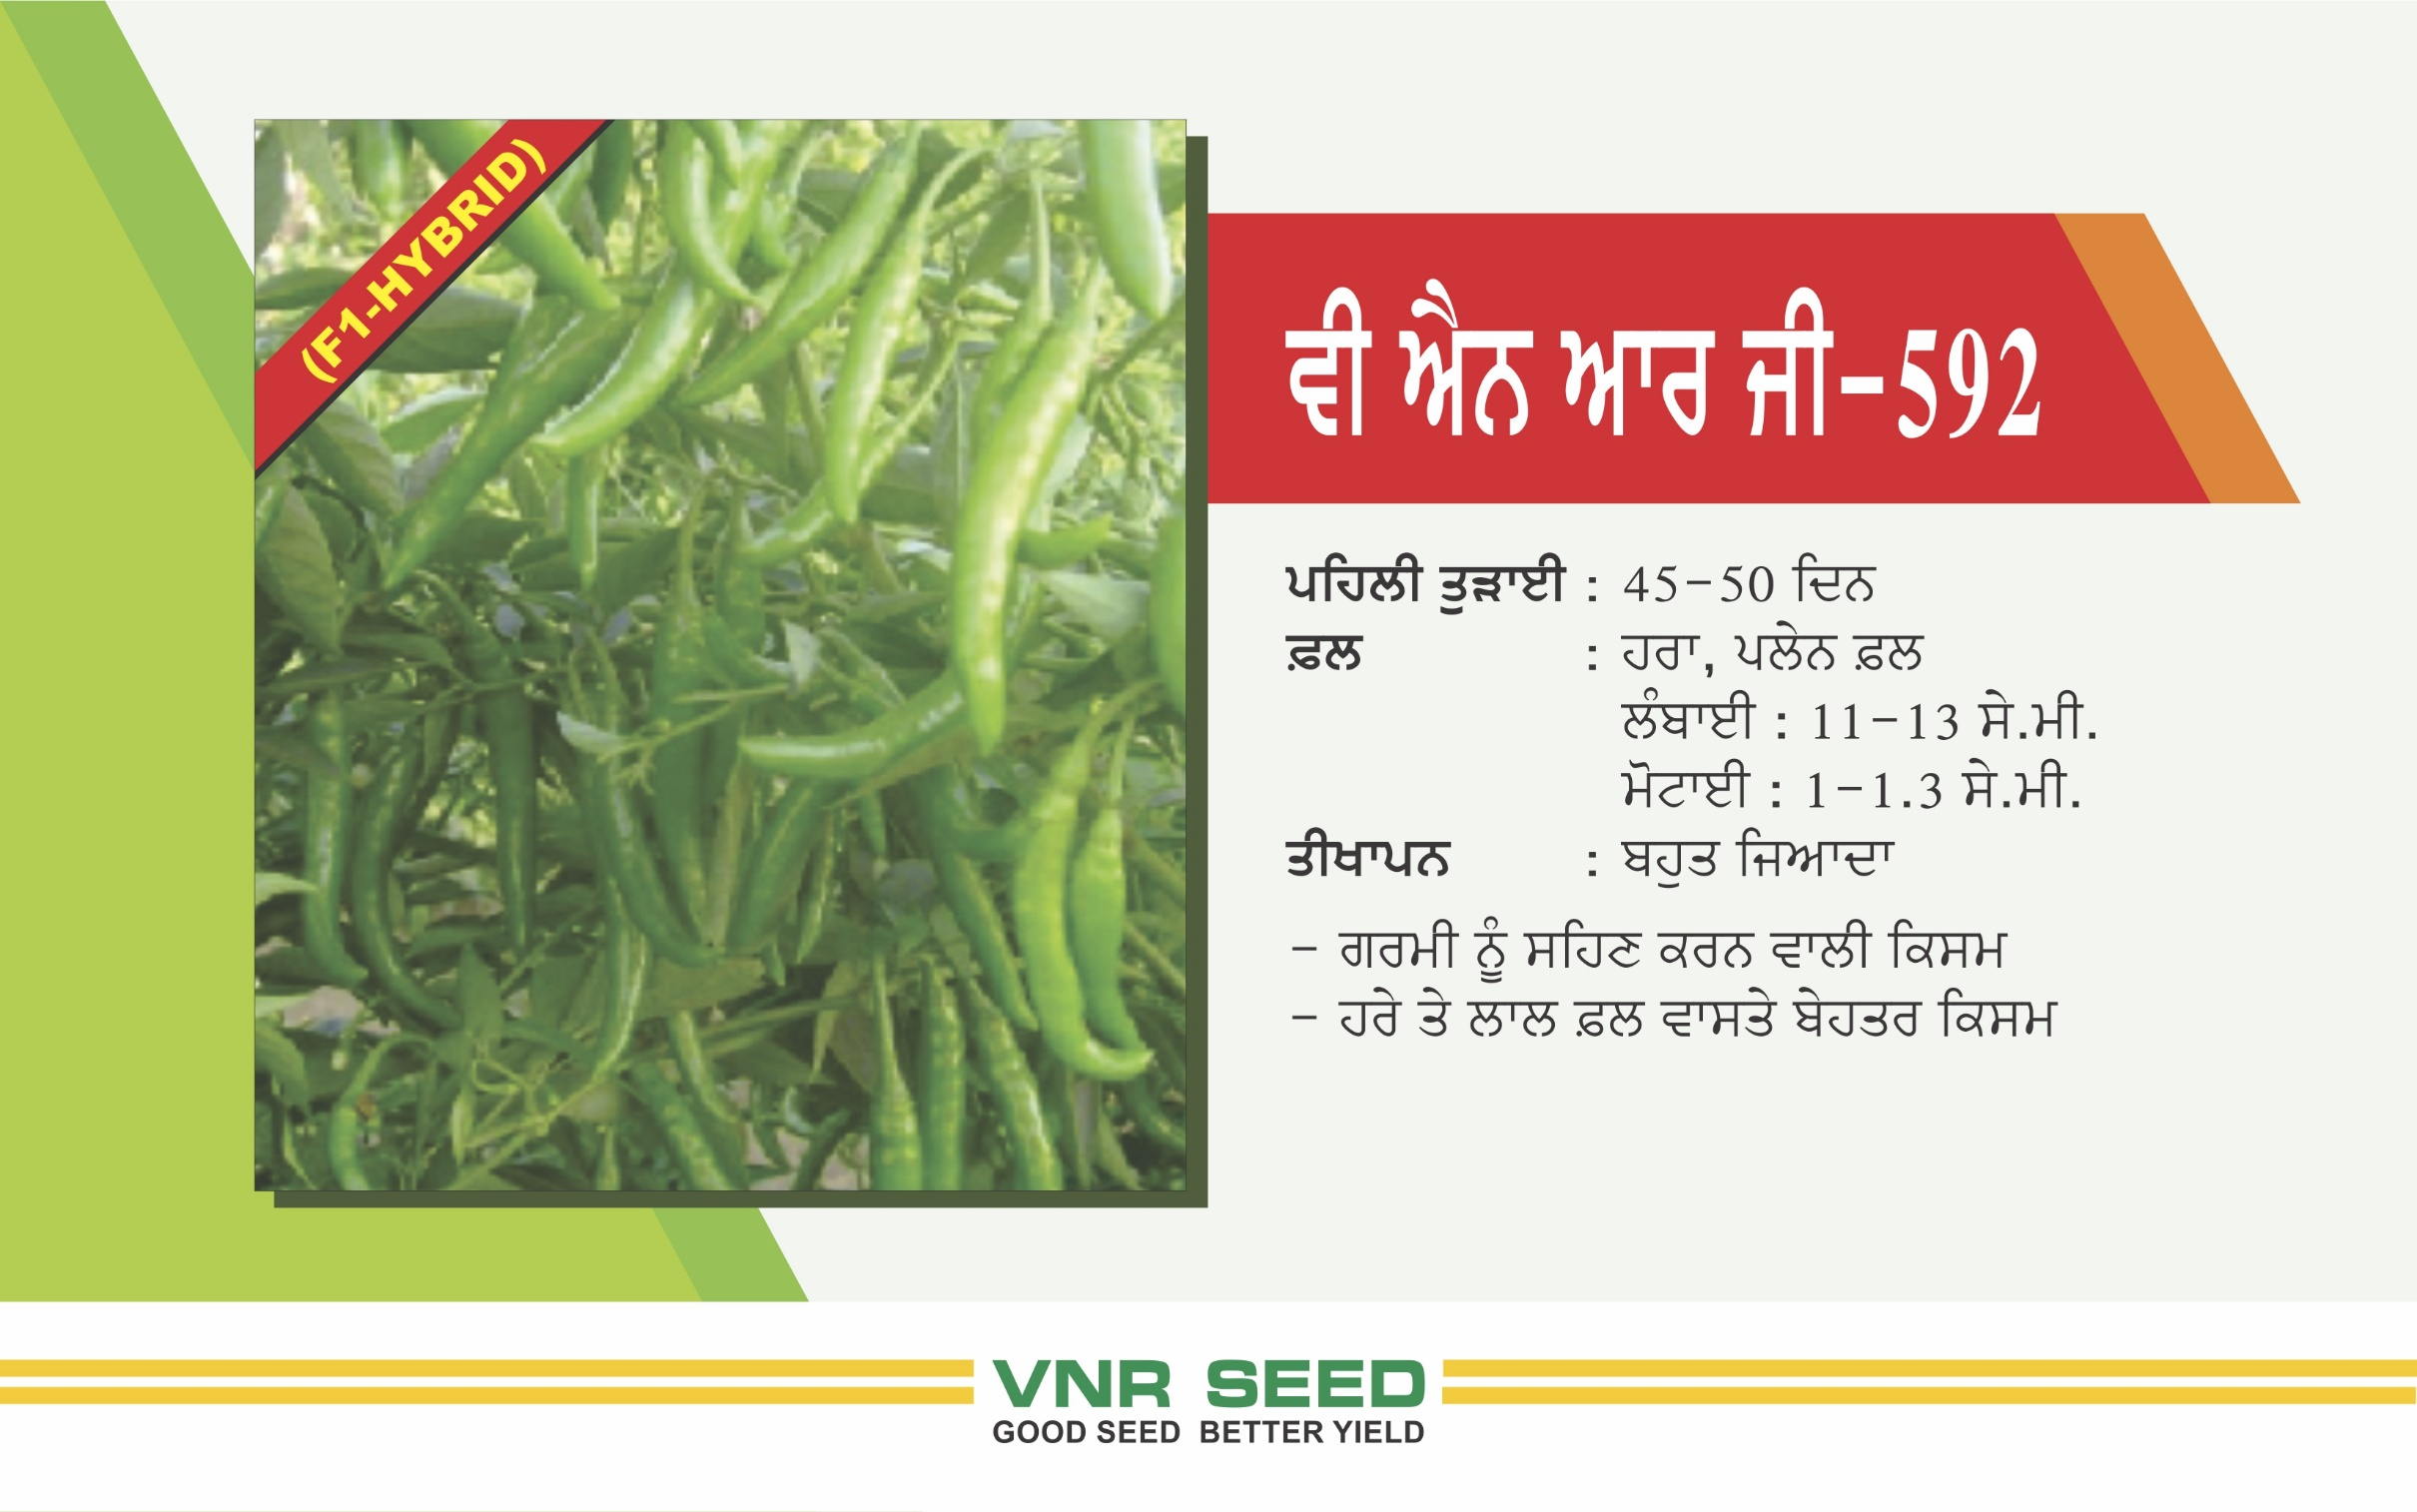 (F1-HYBRID)
ਵੀ ਐਨ ਆਰ ਜੀ-592
ਪਹਿਲੀ ਤੁੜਾਈ : 45-50 ਦਿਨ
ਫ਼ਲ : ਹਰਾ, ਪਲੈਨ ਫ਼ਲ
ਲੰਬਾਈ : 11-13 ਸੈ.ਮੀ.
ਮੋਟਾਈ : 1-1.3 ਸੈ.ਮੀ.
ਤੀਖਾਪਨ : ਬਹੁਤ ਜਿਆਦਾ
- ਗਰਮੀ ਨੂੰ ਸਹਿਣ ਕਰਨ ਵਾਲੀ ਕਿਸਮ
- ਹਰੇ ਤੇ ਲਾਲ ਫ਼ਲ ਵਾਸਤੇ ਬੇਹਤਰ ਕਿਸਮ
VNR SEED
GOOD SEED BETTER YIELD